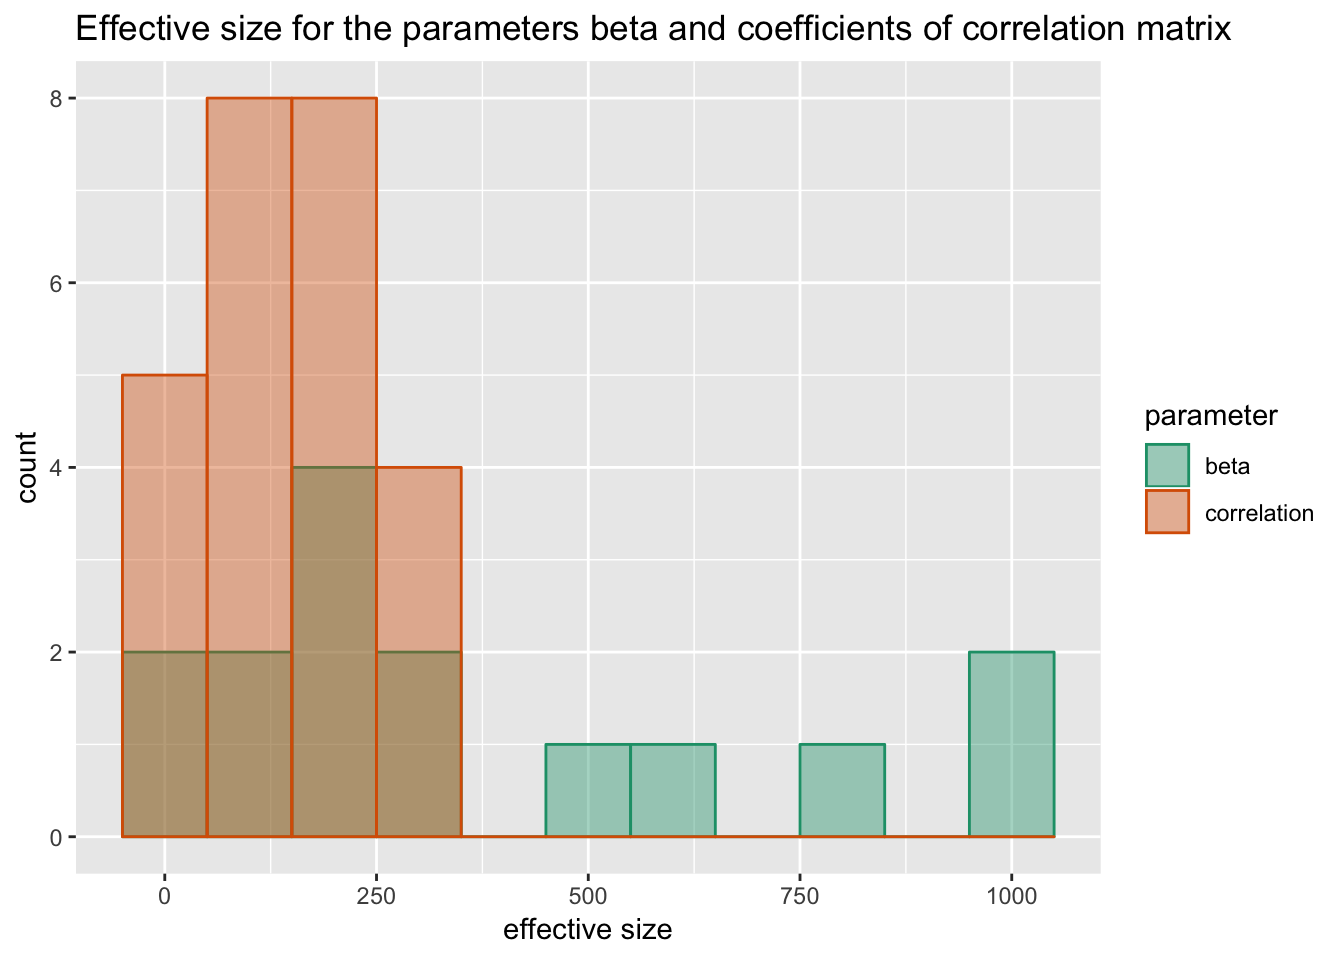 Effective size for the parameters beta and coefficients of correlation matrix
8
6
4
2
0
count
0 250 500 750 1000
effective size
parameter
beta
correlation